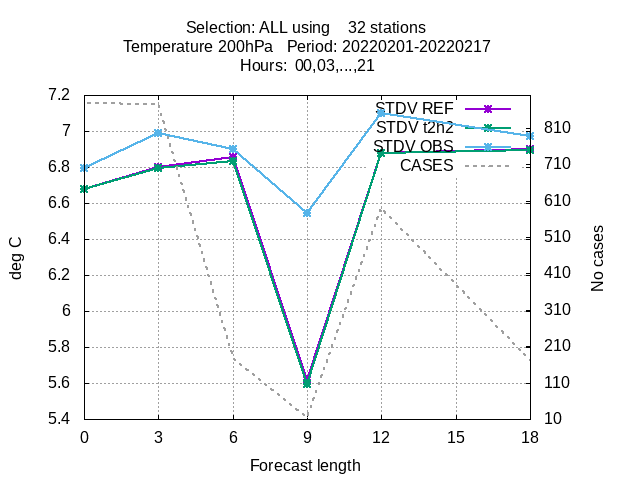 Selection: ALL using    32 stations
Temperature 200hPa   Period: 20220201-20220217
Hours:  00,03,...,21
STDV REF
STDV t2h2
STDV OBS
CASES
7.2
7
6.8
6.6
6.4
6.2
6
5.8
5.6
5.4
deg C
810
710
610
510
410
310
210
110
10
No cases
0 3 6 9 12 15 18
Forecast length